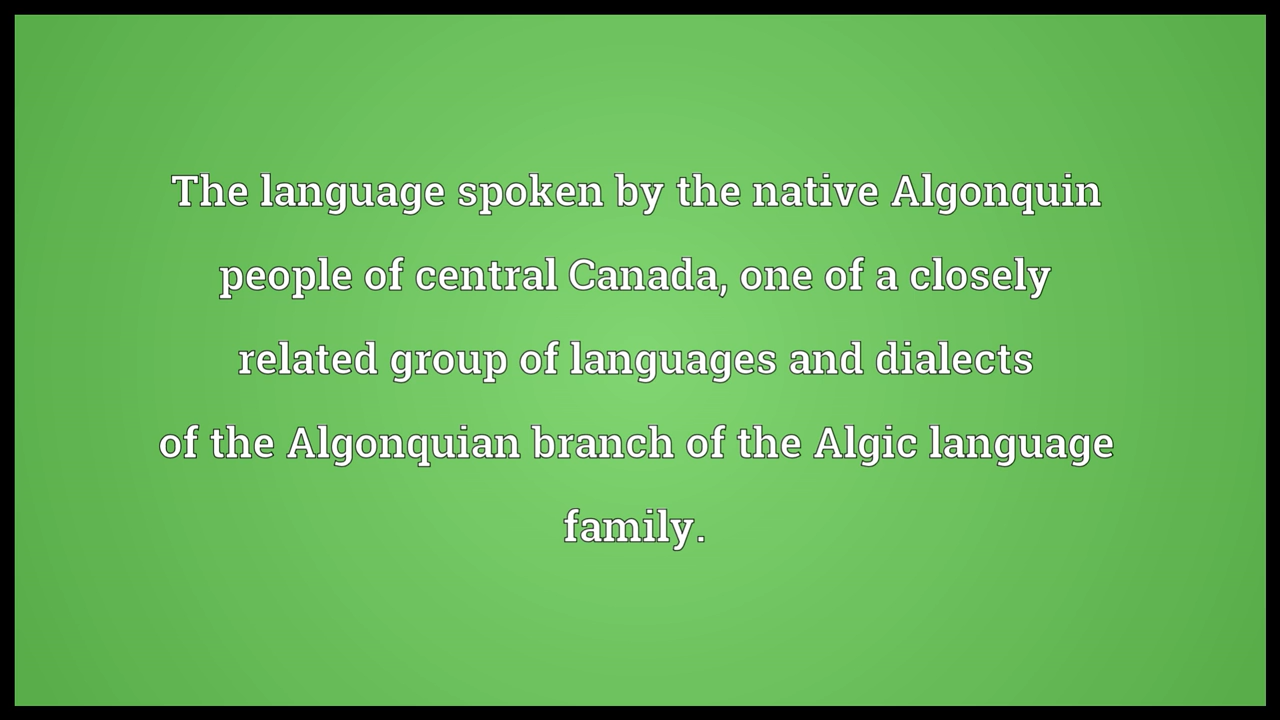 The language spoken by the native Algonquin
people of central Canada, one of a closely
related group of languages and dialects
of the Algonquian branch of the Algic language
family.